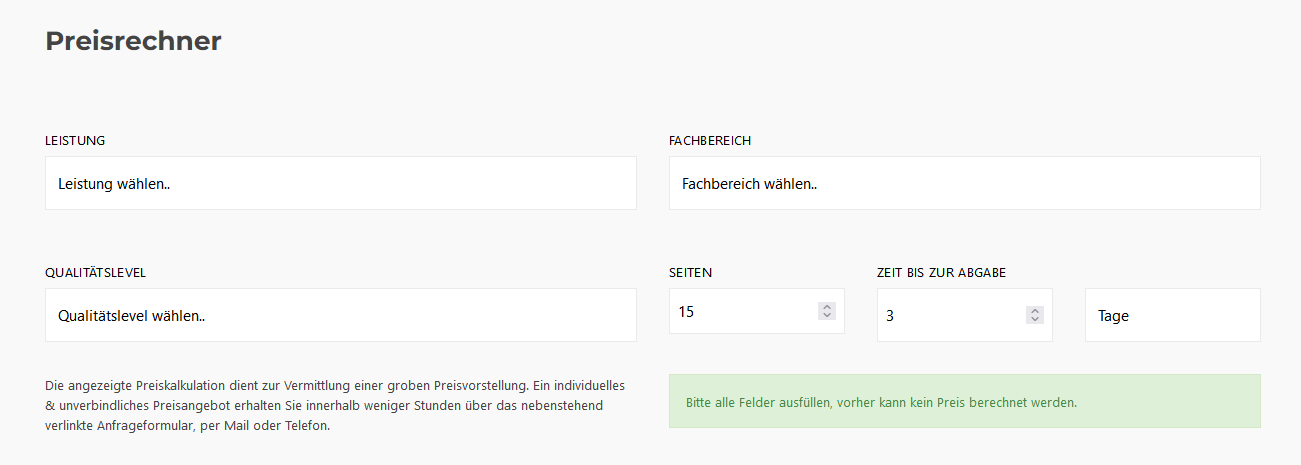 Preisrechner
LEISTUNG
Leistung wählen..
FACHBEREICH
Fachbereich wählen..
QUALITÄTSLEVEL
Qualitätslevel wählen..
SEITEN
15
ZEIT BIS ZUR ABGABE
3
Tage
Die angezeigte Preiskalkulation dient zur Vermittlung einer groben Preisvorstellung. Ein individuelles
& unverbindliches Preisangebot erhalten Sie innerhalb weniger Stunden über das nebenstehend
verlinkte Anfrageformular, per Mail oder Telefon.
Bitte alle Felder ausfüllen, vorher kann kein Preis berechnet werden.